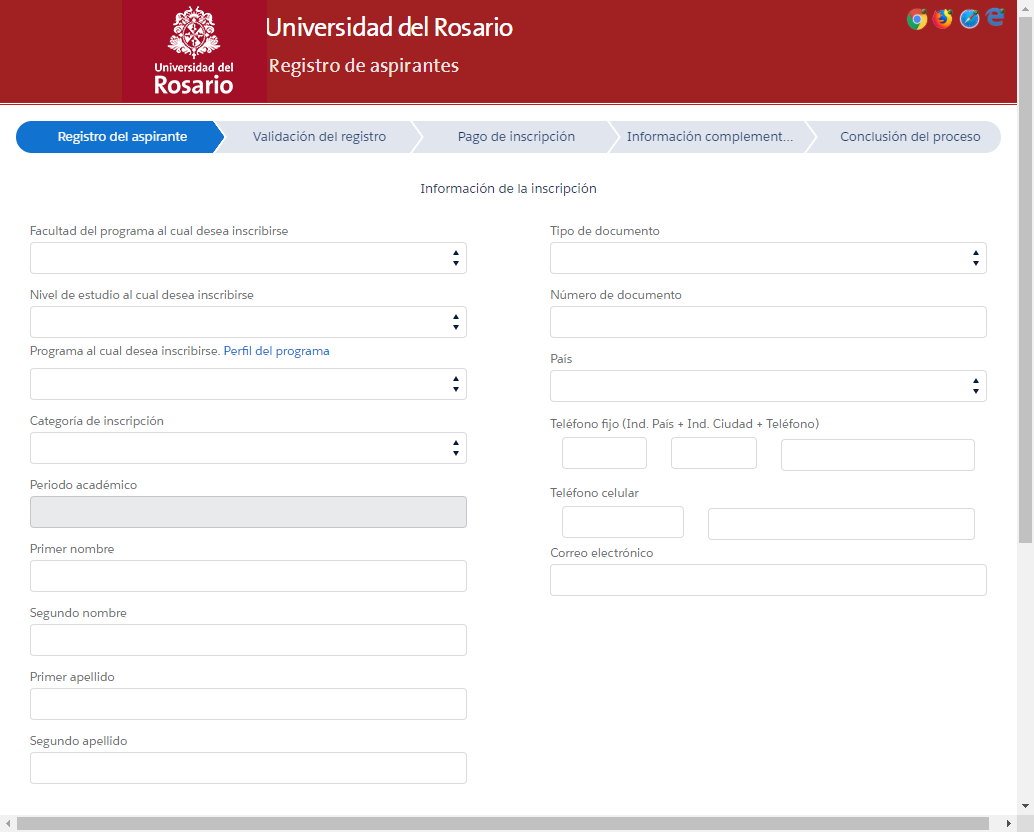 Universidad del
Rosario
Universidad del Rosario
Registro de aspirantes
Registro del aspirante
Validación del registro
Pago de inscripción
Información complement...
Conclusión del proceso
Información de la inscripción
Facultad del programa al cual desea inscribirse
Nivel de estudio al cual desea inscribirse
Programa al cual desea inscribirse. Perfil del programa
Categoría de inscripción
Periodo académico
Primer nombre
Segundo nombre
Primer apellido
Segundo apellido
Tipo de documento
Número de documento
País
Teléfono fijo (Ind. País + Ind. Ciudad + Teléfono)
Teléfono celular
Correo electrónico